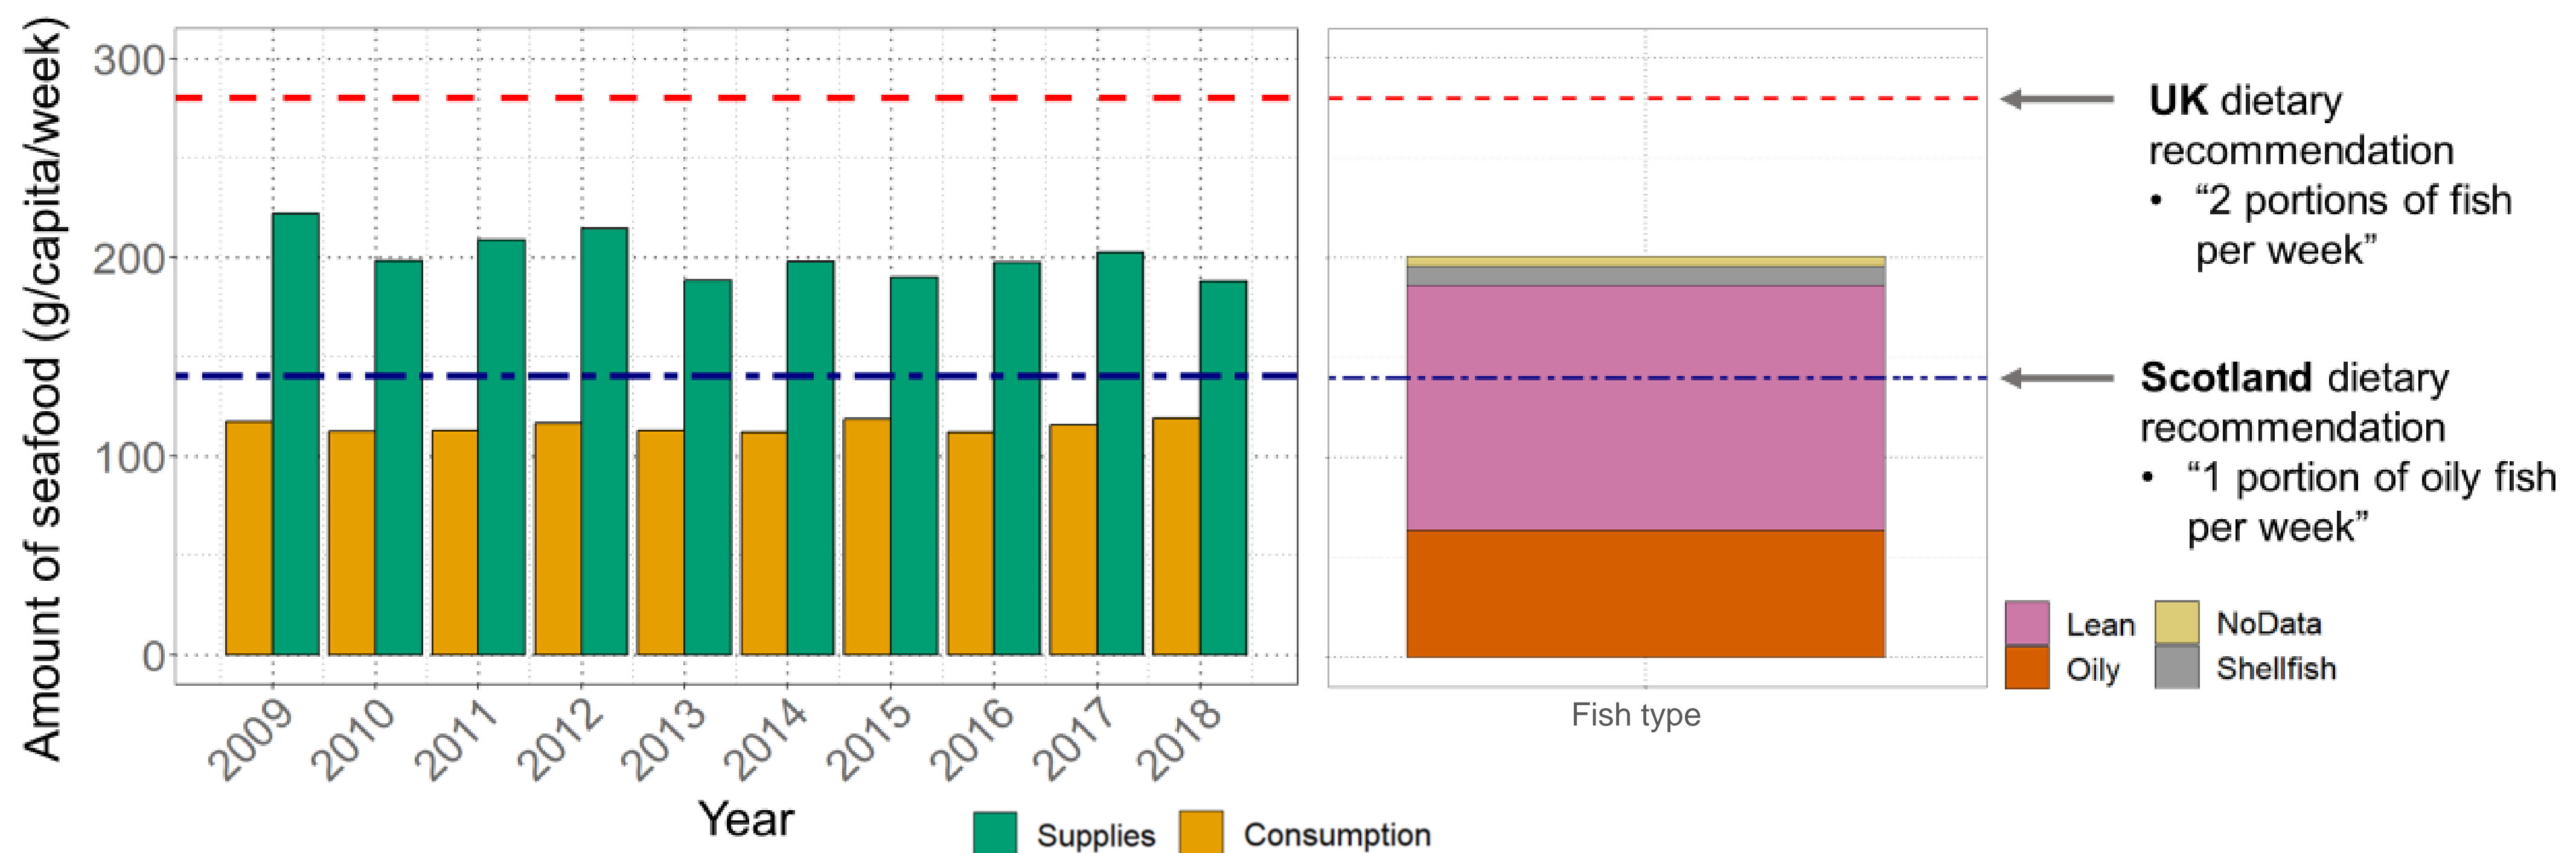 Amount of seafood (g/capita/week)
300
200
100
0
2009
2010
2011
2012
2013
2014
2015
2016
2017
2018
Year
Supplies
Consumption
Fish type
UK dietary
recommendation
• “2 portions of fish
per week”
Scotland dietary
recommendation
• “1 portion of oily fish
per week”
Lean
NoData
Oily
Shellfish